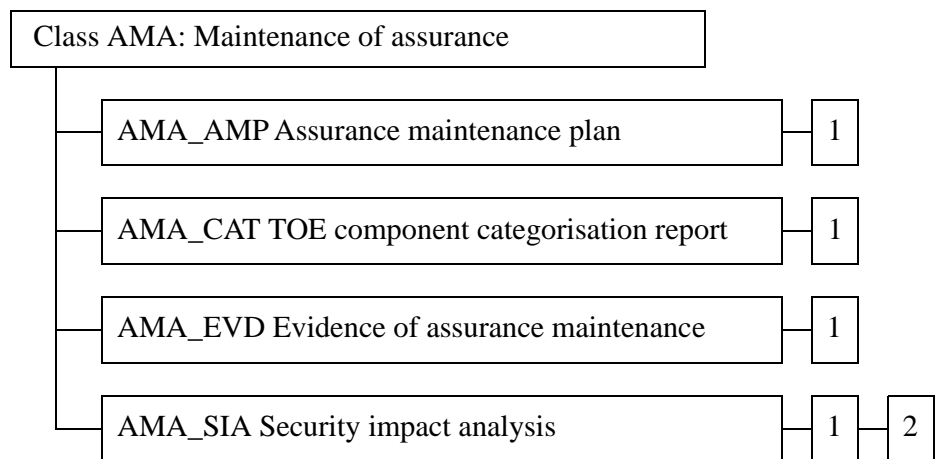 Class AMA: Maintenance of assurance
AMA_AMP Assurance maintenance plan 1
AMA_CAT TOE component categorisation report 1
AMA_EVD Evidence of assurance maintenance 1
AMA_SIA Security impact analysis 1 2